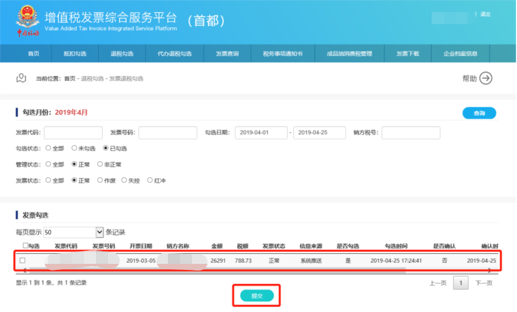 增值税发票综合服务平台 （首都）
Value Added Tax Invoice Integrated Service Platform
退出
首页 抵扣勾选 退税勾选 代办退税勾选 发票查询 税务事项通知书 成品油消费税管理 发票下载 企业档案信息
当前位置：首页 - 退税勾选 - 发票退税勾选 帮助
勾选月份：2019年4月 查询
发票代码： 发票号码： 勾选日期： 2019-04-01 - 2019-04-25 销方税号：
勾选状态： 全部 未勾选 已勾选
管理状态： 全部 正常 非正常
发票状态： 全部 正常 作废 失控 红冲
发票勾选
每页显示 50 条记录
勾选 发票代码 发票号码 开票日期 销方名称 金额 税额 发票状态 信息来源 是否勾选 勾选时间 是否确认 确认时
2019-03-05 26291 788.73 正常 系统推送 是 2019-04-25 17:24:41 否 2019-04-25
显示 1 到 1 条，共 1 条记录 上一页 1 下一页
提交